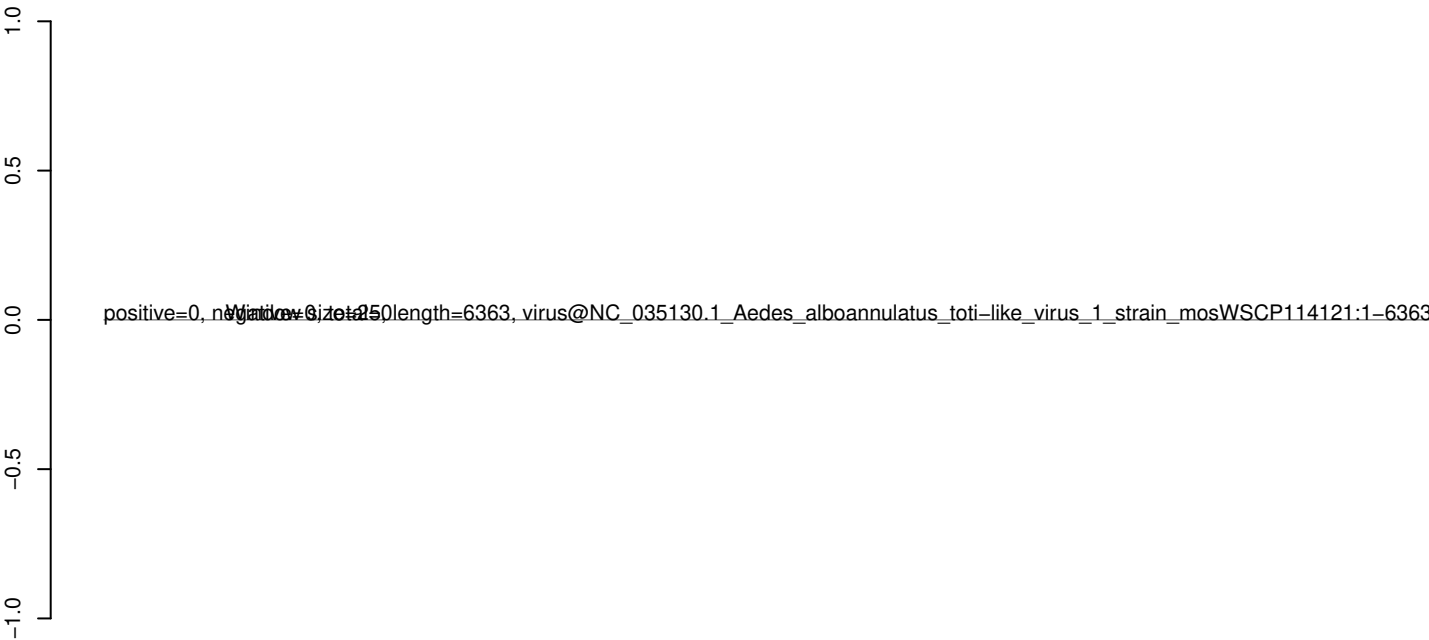 1.0
0.5
0.0
−0.5
−1.0
positive=0, negative=0, total=0, length=6363, virus@NC_035130.1_Aedes_alboannulatus_toti−like_virus_1_strain_mosWSCP114121:1−6363
Window size=250